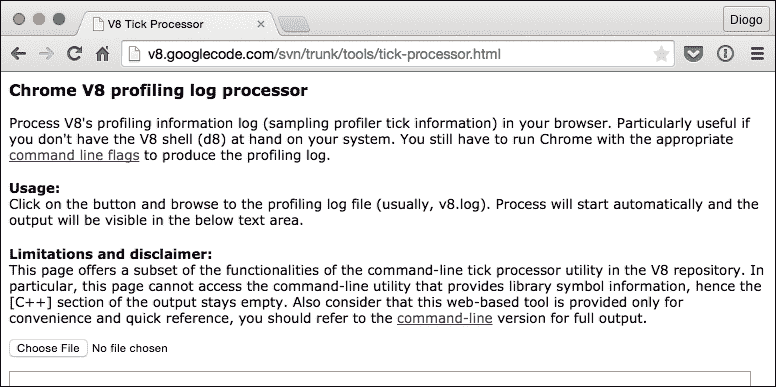 V8 Tick Processor
Diogo
v8.googlecode.com/svn/trunk/tools/tick-processor.html
Chrome V8 profiling log processor
Process V8's profiling information log (sampling profiler tick information) in your browser. Particularly useful if
you don't have the V8 shell (d8) at hand on your system. You still have to run Chrome with the appropriate
command line flags to produce the profiling log.
Usage:
Click on the button and browse to the profiling log file (usually, v8.log). Process will start automatically and the
output will be visible in the below text area.
Limitations and disclaimer:
This page offers a subset of the functionalities of the command-line tick processor utility in the V8 repository. In
particular, this page cannot access the command-line utility that provides library symbol information, hence the
[C++] section of the output stays empty. Also consider that this web-based tool is provided only for
convenience and quick reference, you should refer to the command-line version for full output.
Choose File No file chosen